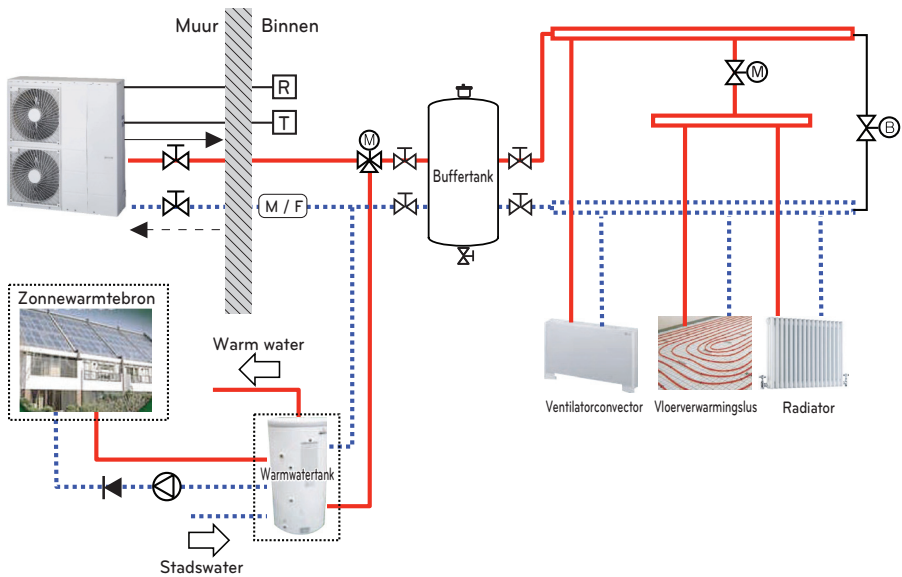 Muur
Binnen
R
T
M
M
B
Buffertank
M / F
Zonnewarmtebron
Warm water
Warmwatertank
Stadswater
Ventilatorconvector
Vloerverwarmingslus
Radiator